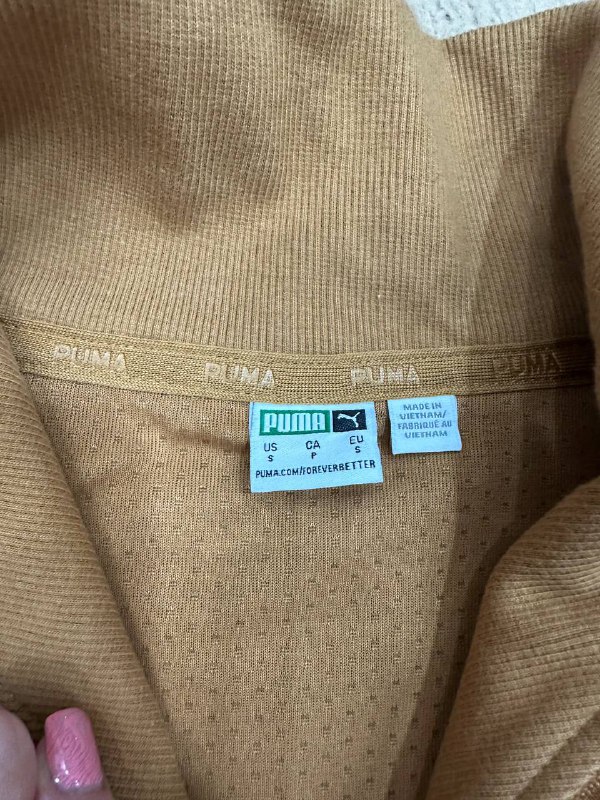 PUMA PUMA PUMA PUMA
PUMA
US CA EU
S P S
PUMA.COM/FOREVERBETTER
MADE IN
VIETNAM/
FABRIQUÉ AU
VIETNAM